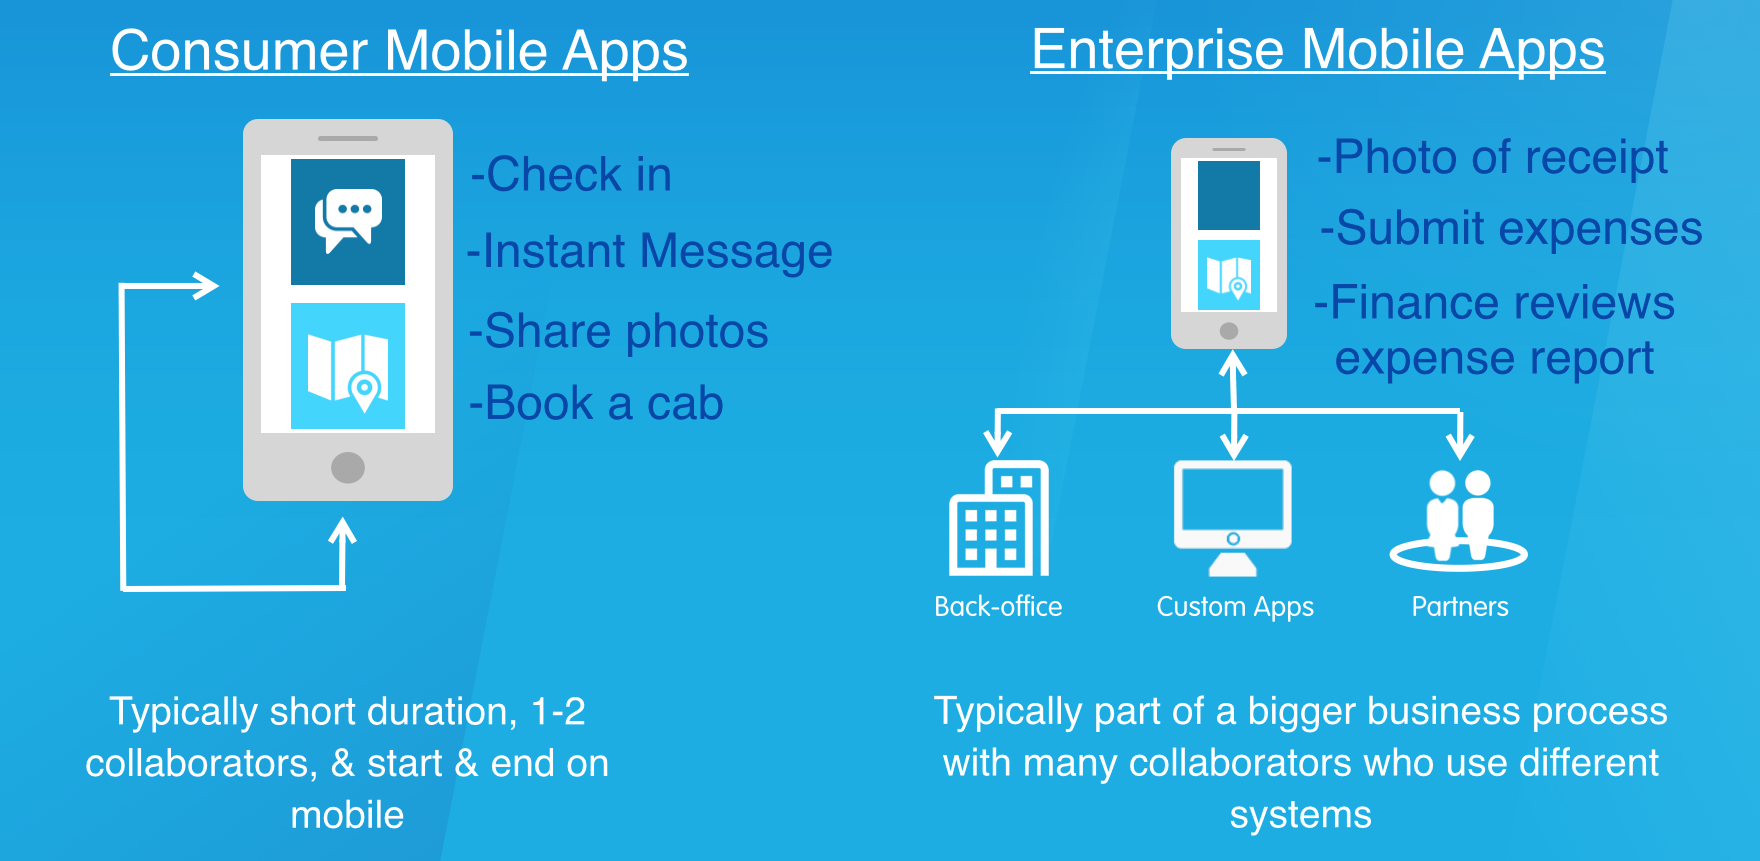 Consumer Mobile Apps
-Check in
-Instant Message
-Share photos
-Book a cab
Typically short duration, 1-2
collaborators, & start & end on
mobile
Enterprise Mobile Apps
-Photo of receipt
-Submit expenses
-Finance reviews
expense report
Back-office
Custom Apps
Partners
Typically part of a bigger business process
with many collaborators who use different
systems